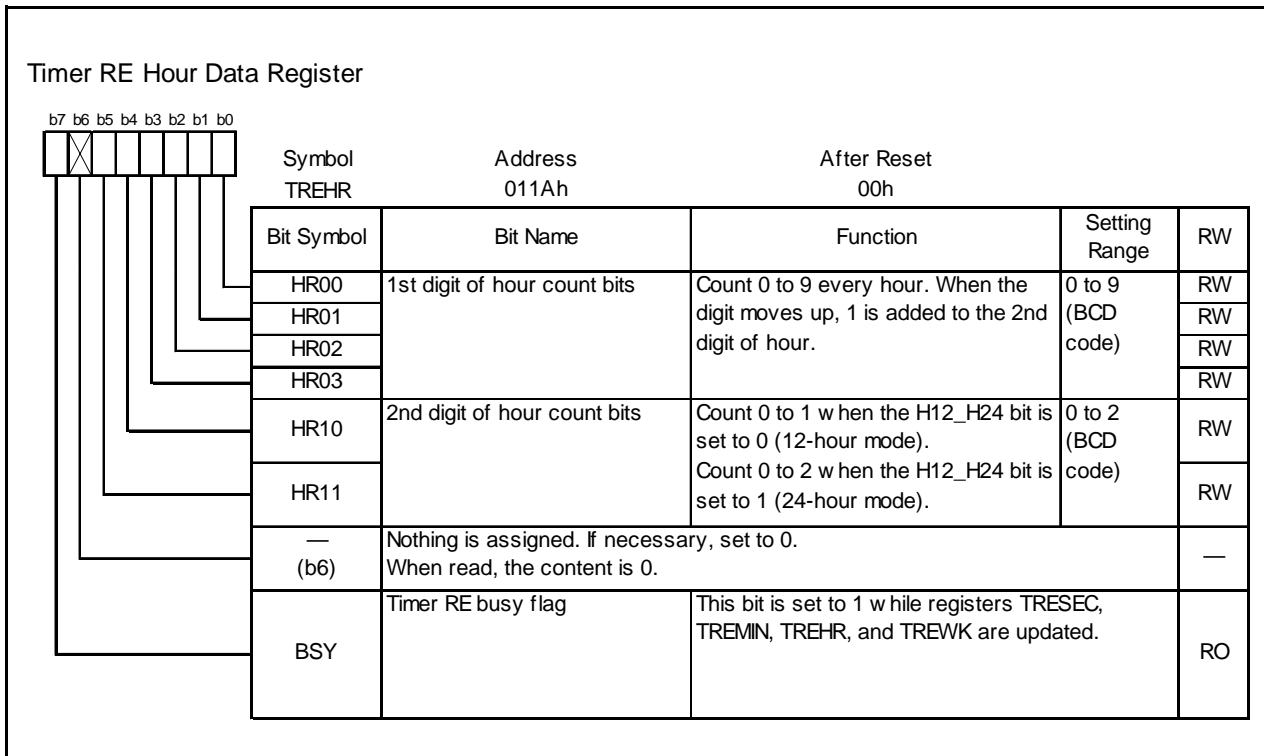 Timer RE Hour Data Register
b7 b6 b5 b4 b3 b2 b1 b0
Symbol Address After Reset
TREHR 011Ah 00h
Bit Symbol Bit Name Function Setting Range RW
HR00 1st digit of hour count bits Count 0 to 9 every hour. When the 0 to 9 RW
HR01 digit moves up, 1 is added to the 2nd (BCD RW
HR02 digit of hour. code) RW
HR03 RW
HR10 2nd digit of hour count bits Count 0 to 1 w hen the H12_H24 bit is 0 to 2 RW
set to 0 (12-hour mode). (BCD
HR11 Count 0 to 2 w hen the H12_H24 bit is code) RW
set to 1 (24-hour mode).
— Nothing is assigned. If necessary, set to 0. —
(b6) When read, the content is 0.
BSY Timer RE busy flag This bit is set to 1 w hile registers TRESEC, RO
TREMIN, TREHR, and TREWK are updated.